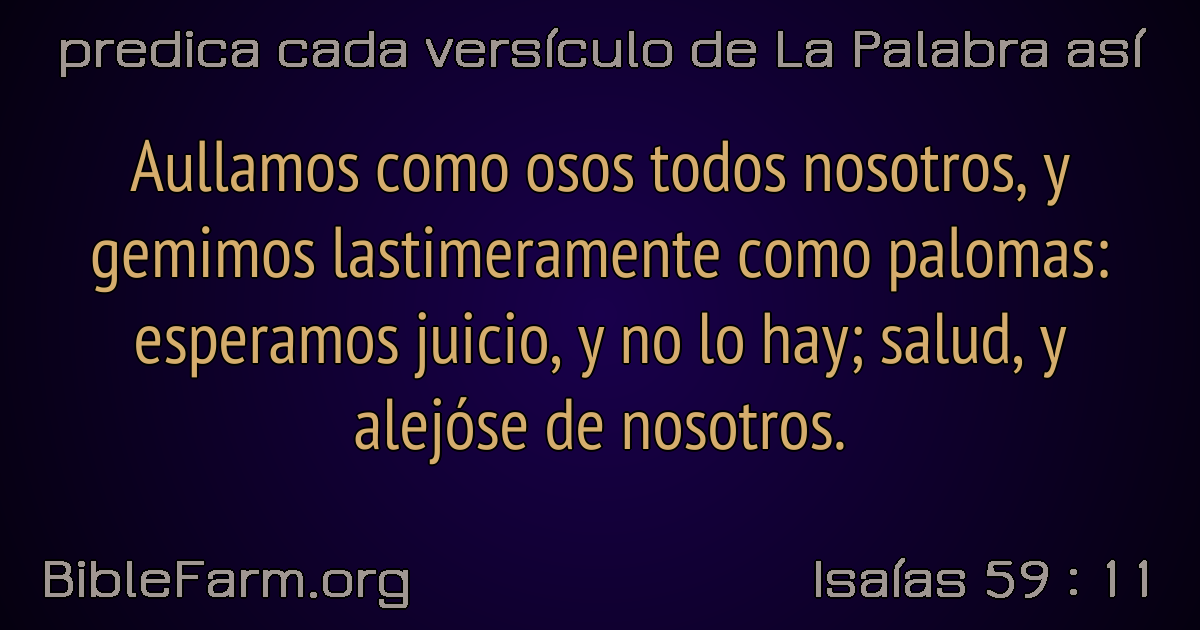 predica cada versículo de La Palabra así
Aullamos como osos todos nosotros, y
gemimos lastimeramente como palomas:
esperamos juicio, y no lo hay; salud, y
alejóse de nosotros.
BibleFarm.org
Isaías 59 : 11